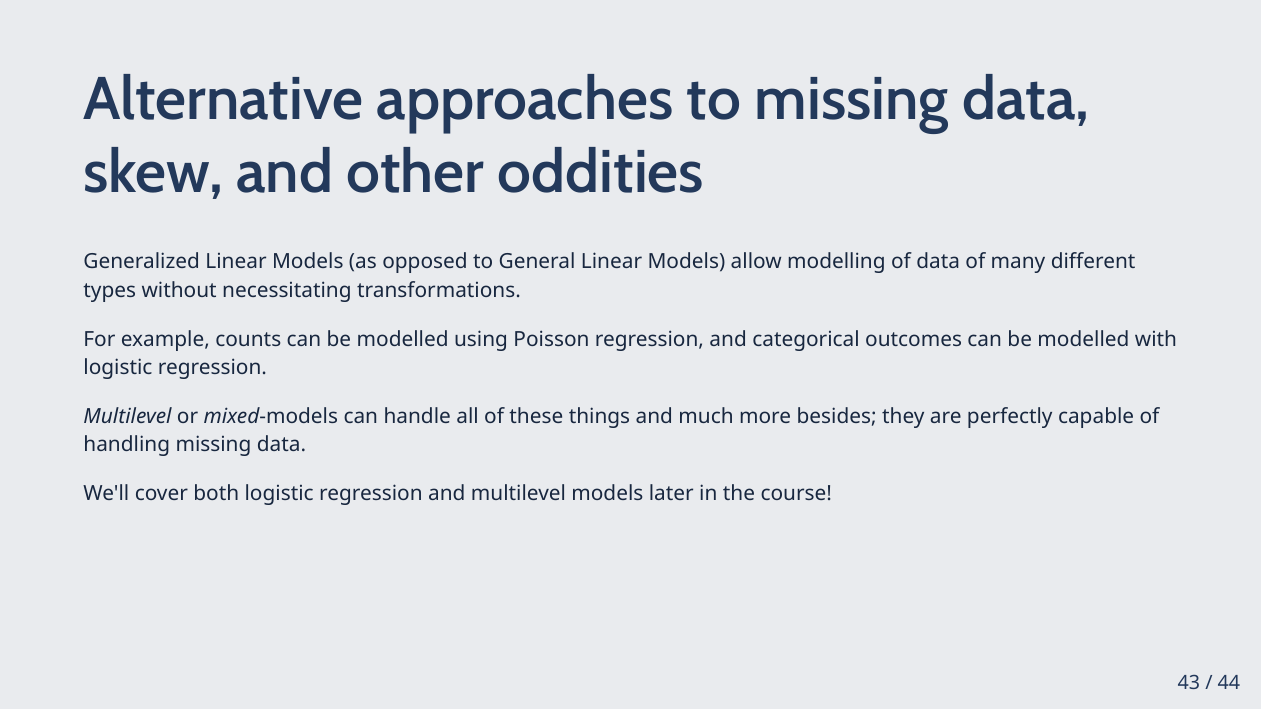 Alternative approaches to missing data,
skew, and other oddities
Generalized Linear Models (as opposed to General Linear Models) allow modelling of data of many different
types without necessitating transformations.
For example, counts can be modelled using Poisson regression, and categorical outcomes can be modelled with
logistic regression.
Multilevel or mixed-models can handle all of these things and much more besides; they are perfectly capable of
handling missing data.
We'll cover both logistic regression and multilevel models later in the course!
43 / 44